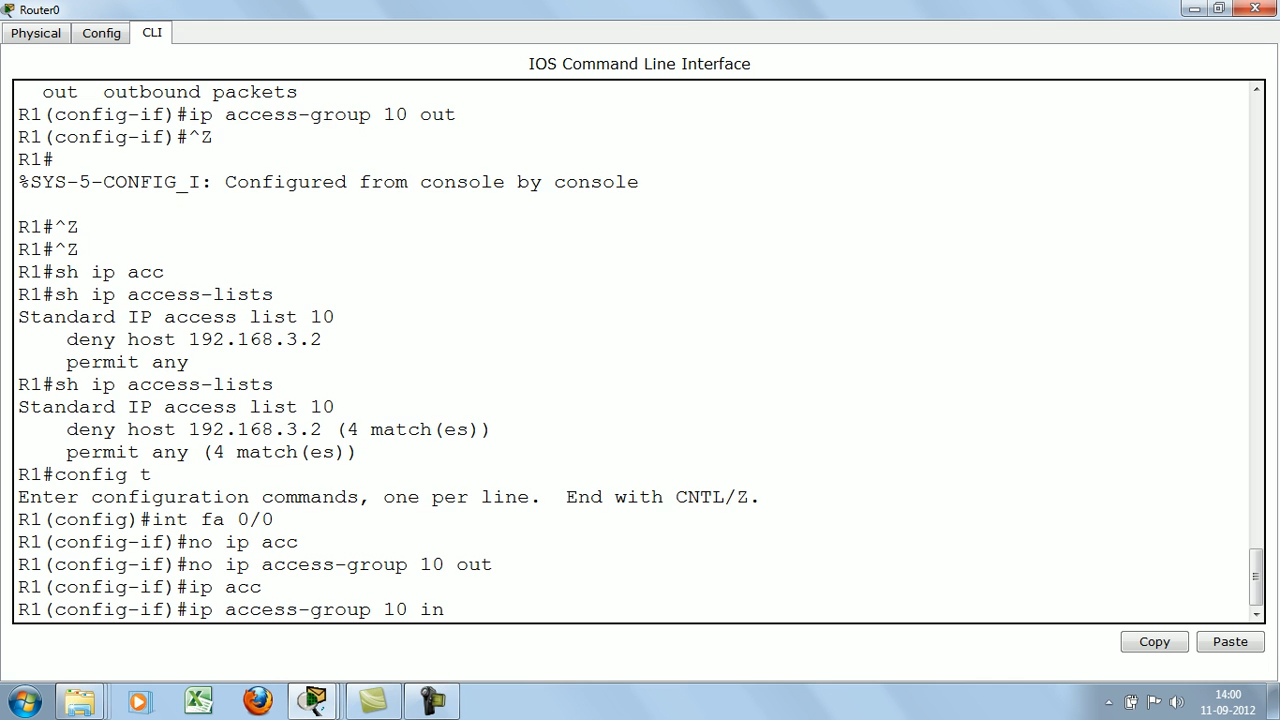 Router0
Physical Config CLI
IOS Command Line Interface
out outbound packets
R1(config-if)#ip access-group 10 out
R1(config-if)#^Z
R1#
%SYS-5-CONFIG_I: Configured from console by console
R1#^Z
R1#^Z
R1#sh ip acc
R1#sh ip access-lists
Standard IP access list 10
deny host 192.168.3.2
permit any
R1#sh ip access-lists
Standard IP access list 10
deny host 192.168.3.2 (4 match(es))
permit any (4 match(es))
R1#config t
Enter configuration commands, one per line. End with CNTL/Z.
R1(config)#int fa 0/0
R1(config-if)#no ip acc
R1(config-if)#no ip access-group 10 out
R1(config-if)#ip acc
R1(config-if)#ip access-group 10 in
Copy Paste
14:00
11-09-2012